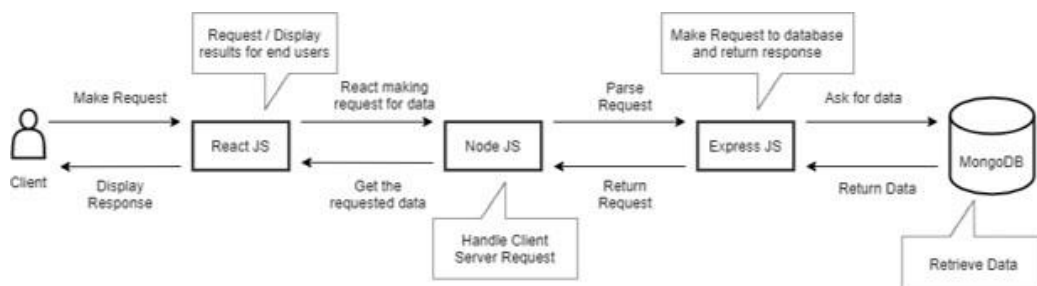 Request / Display
results for end users
Make Request to database
and return response
Make Request
React making
request for data
Parse
Request
Ask for data
React JS
Node JS
Express JS
MongoDB
Client
Display
Response
Get the
requested data
Return
Request
Return Data
Handle Client
Server Request
Retrieve Data